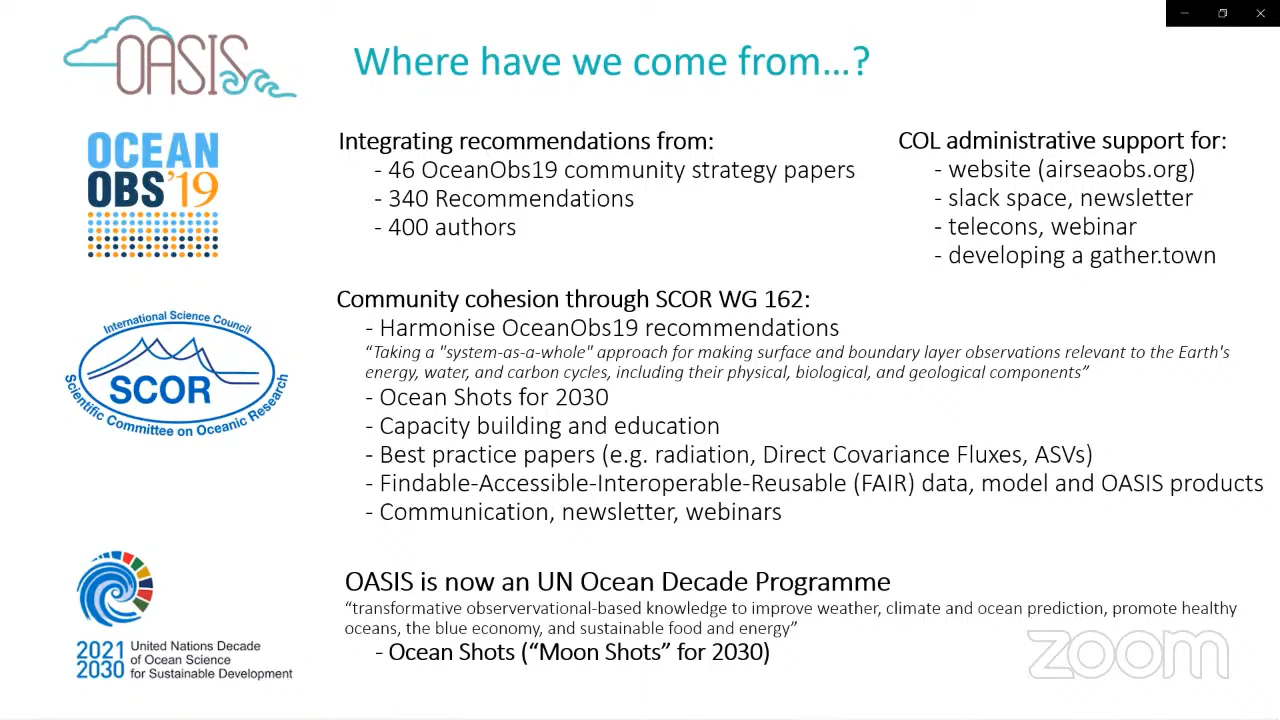 OASIS
Where have we come from...?
OCEAN
OBS'19
Integrating recommendations from:
- 46 OceanObs19 community strategy papers
- 340 Recommendations
- 400 authors
COL administrative support for:
- website (airseaobs.org)
- slack space, newsletter
- telecons, webinar
- developing a gather.town
International Science Council
SCOR
Scientific Committee on Oceanic Research
Community cohesion through SCOR WG 162:
- Harmonise OceanObs19 recommendations
“Taking a "system-as-a-whole" approach for making surface and boundary layer observations relevant to the Earth's
energy, water, and carbon cycles, including their physical, biological, and geological components”
- Ocean Shots for 2030
- Capacity building and education
- Best practice papers (e.g. radiation, Direct Covariance Fluxes, ASVs)
- Findable-Accessible-Interoperable-Reusable (FAIR) data, model and OASIS products
- Communication, newsletter, webinars
2021
2030
United Nations Decade
of Ocean Science
for Sustainable Development
OASIS is now an UN Ocean Decade Programme
“transformative observervational-based knowledge to improve weather, climate and ocean prediction, promote healthy
oceans, the blue economy, and sustainable food and energy”
- Ocean Shots (“Moon Shots” for 2030)
zoom